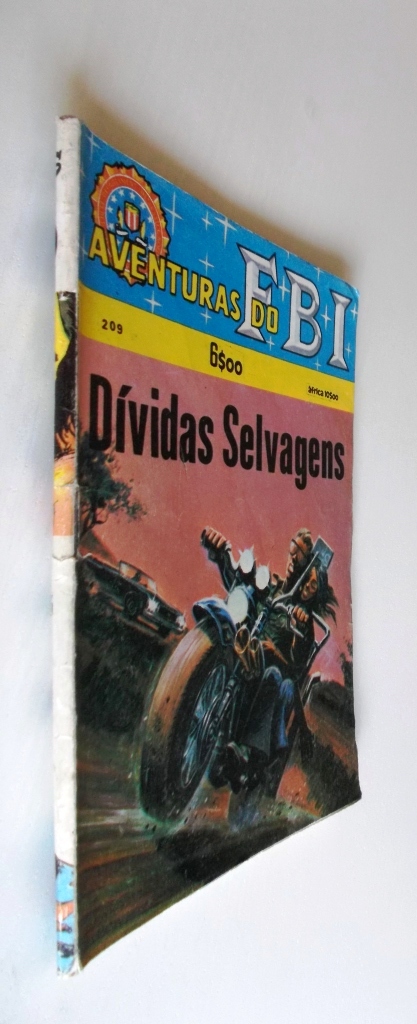 AVENTURAS DO FBI
209
6$00
áfrica 10$00
Dívidas Selvagens